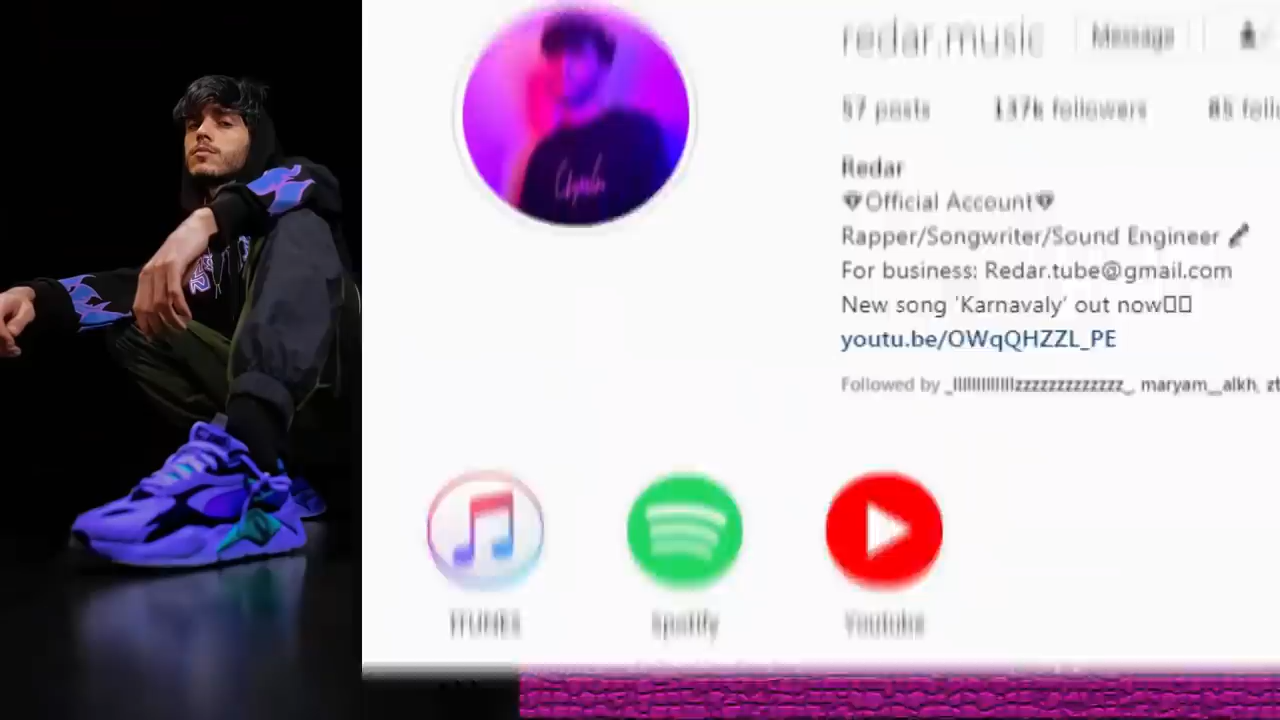 redar.music Message
57 posts 137k followers 85
Redar
💎Official Account💎
Rapper/Songwriter/Sound Engineer 🎤
For business: Redar.tube@gmail.com
New song 'Karnavaly' out now▯▯
youtu.be/OWqQHZZL_PE
Followed by maryam__alkh,
ITUNES Spotify Youtube